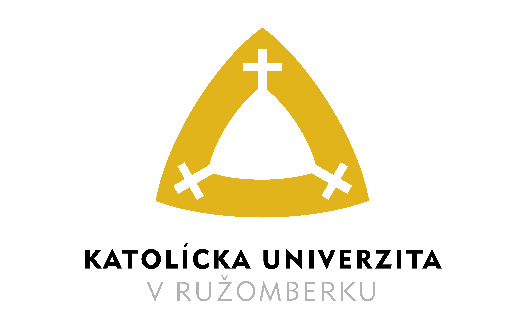 KATOLÍCKA UNIVERZITA
V RUŽOMBERKU